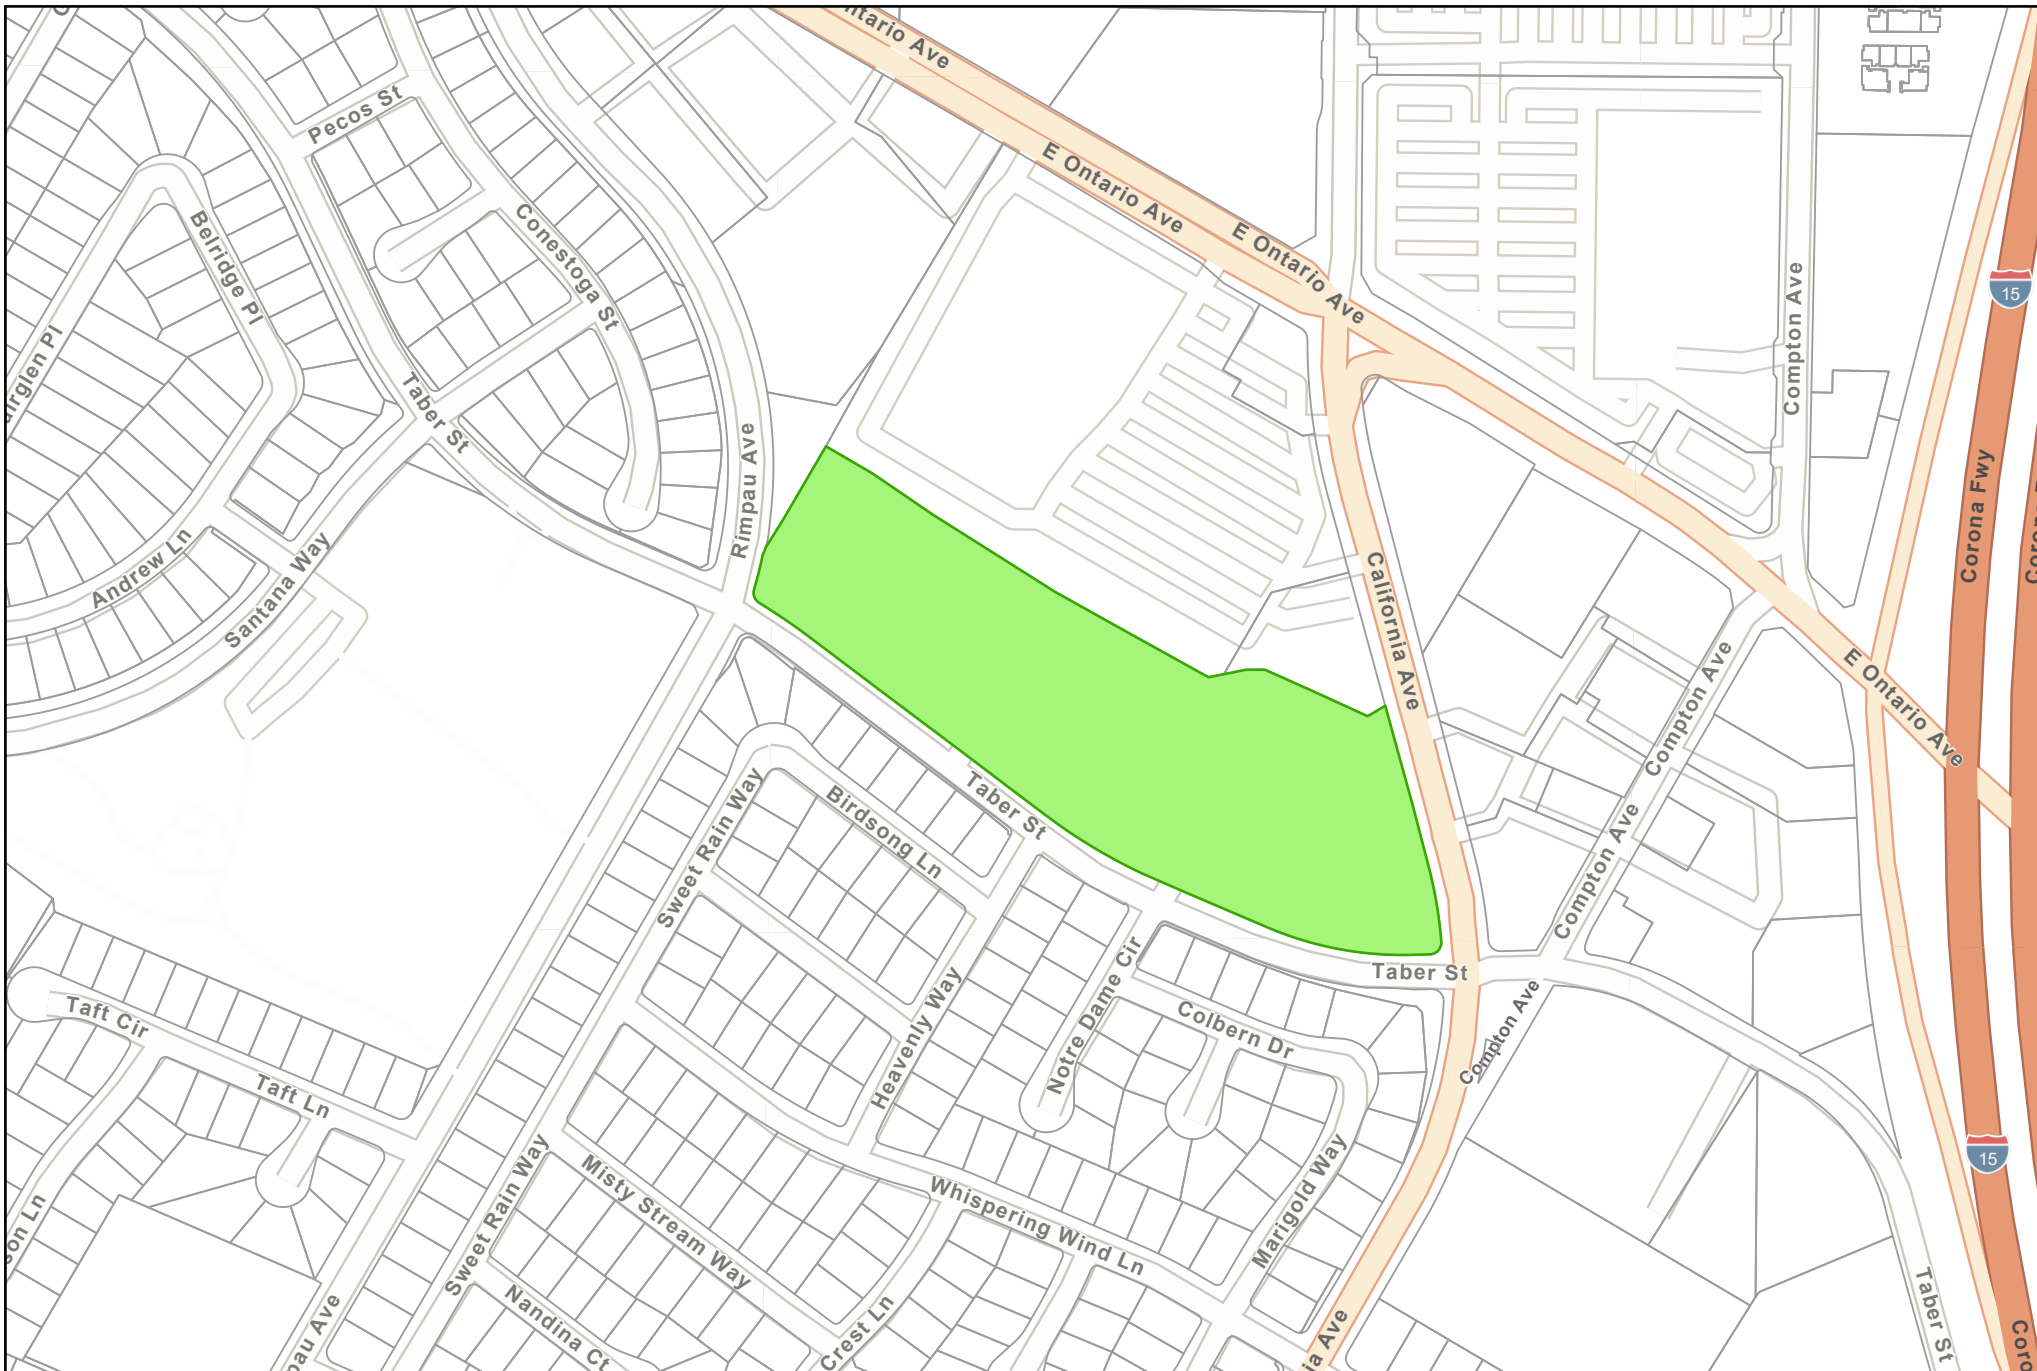 Ontario Ave
E Ontario Ave
E Ontario Ave
Pecos St
Belridge Pl
Conestoga St
15
Compton Ave
Taber St
Rimpau Ave
Corona Fwy
Andrew Ln
Santana Way
California Ave
E Ontario Ave
Compton Ave
Taber St
Birdsong Ln
Sweet Rain Way
Compton Ave
Taber St
Notre Dame Cir
Heavenly Way
Colbern Dr
Compton Ave
Taft Cir
Taft Ln
15
Sweet Rain Way
Misty Stream Way
Whispering Wind Ln
Marigold Way
Nandina Ct
Crest Ln
Taber St